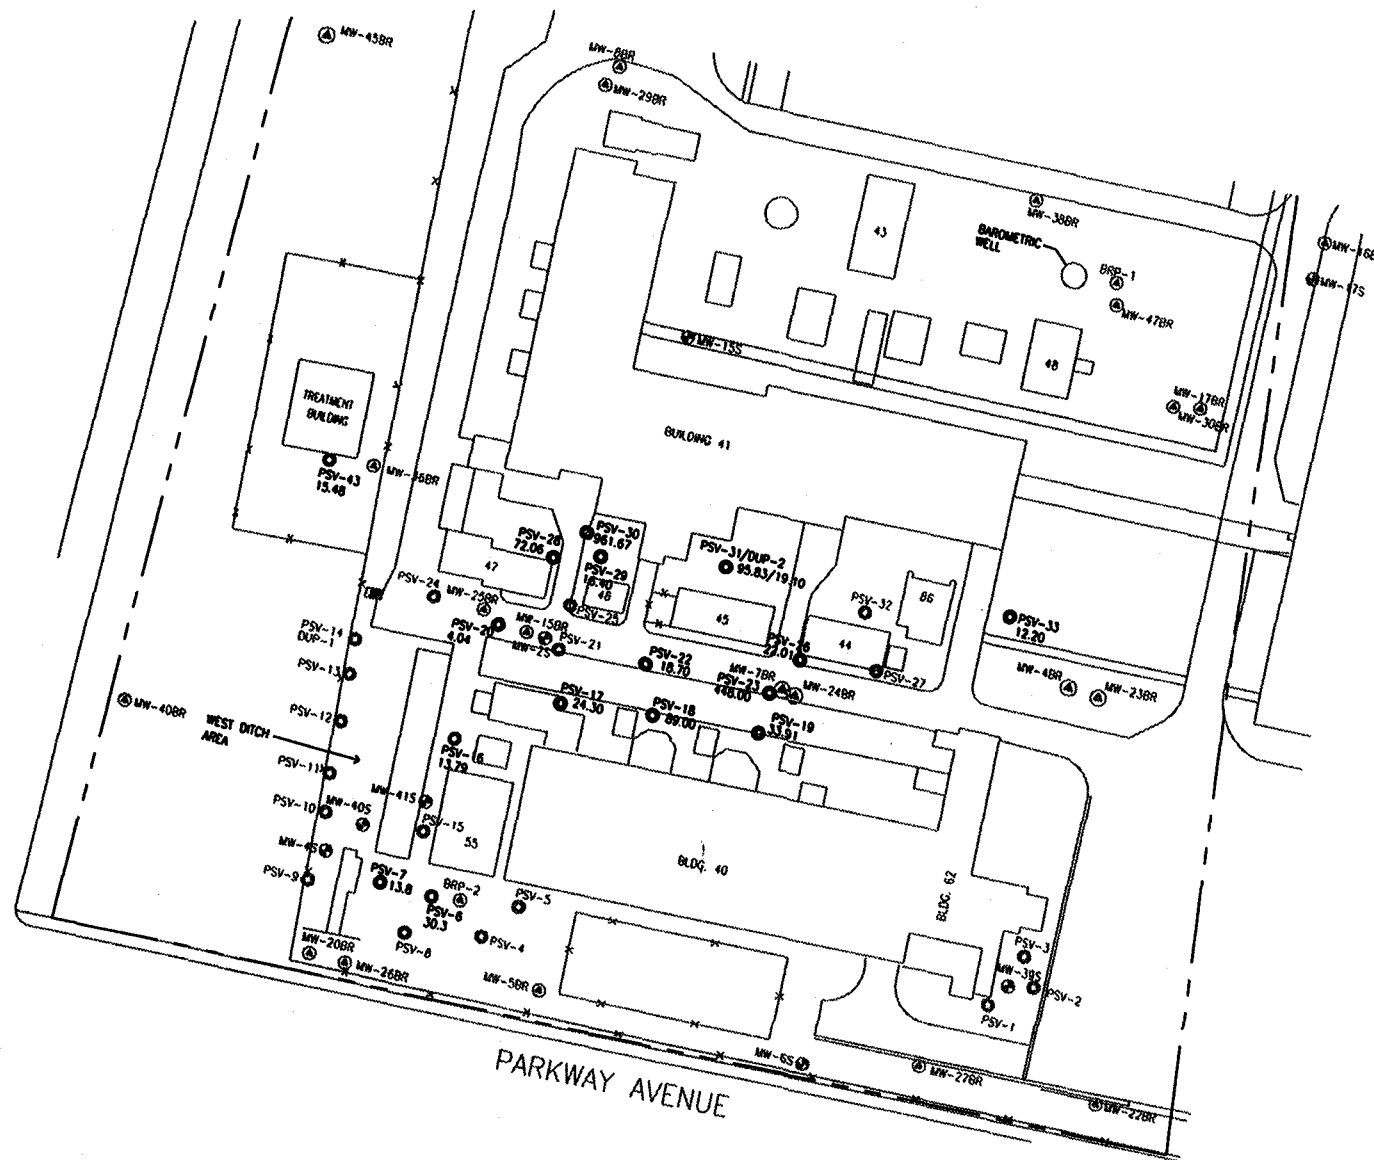 MW-43BR
MW-8BR
MW-29BR
43
MW-38BR
BAROMETRIC
WELL
BRP-1
MW-47BR
MW-17S
MW-15S
48
MW-17BR
MW-30BR
TREATMENT
BUILDING
BUILDING 41
PSV-43
15.48
PSV-30
961.67
PSV-28
72.06
PSV-29
16.40
PSV-31/DUP-2
95.83/19.10
47
PSV-24
MW-25BR
PSV-25
45
PSV-32
86
PSV-33
12.20
PSV-20
4.04
MW-15BR
MW-2S
PSV-21
PSV-14
DUP-1
PSV-13
PSV-22
18.70
PSV-26
44
PSV-27
MW-7BR
MW-24BR
PSV-23
448.00
MW-4BR
MW-23BR
MW-40BR
WEST DITCH
AREA
PSV-12
PSV-17
24.30
PSV-18
89.00
PSV-19
33.91
PSV-16
13.29
PSV-11
PSV-10
MW-40S
MW-41S
PSV-15
55
MW-4S
PSV-9
PSV-7
13.8
BRP-2
PSV-6
30.3
PSV-5
PSV-8
PSV-4
BLDG. 40
BLDG. 62
MW-20BR
MW-26BR
MW-5BR
PSV-3
MW-39S
PSV-2
PSV-1
MW-6S
MW-27BR
MW-22BR
PARKWAY AVENUE